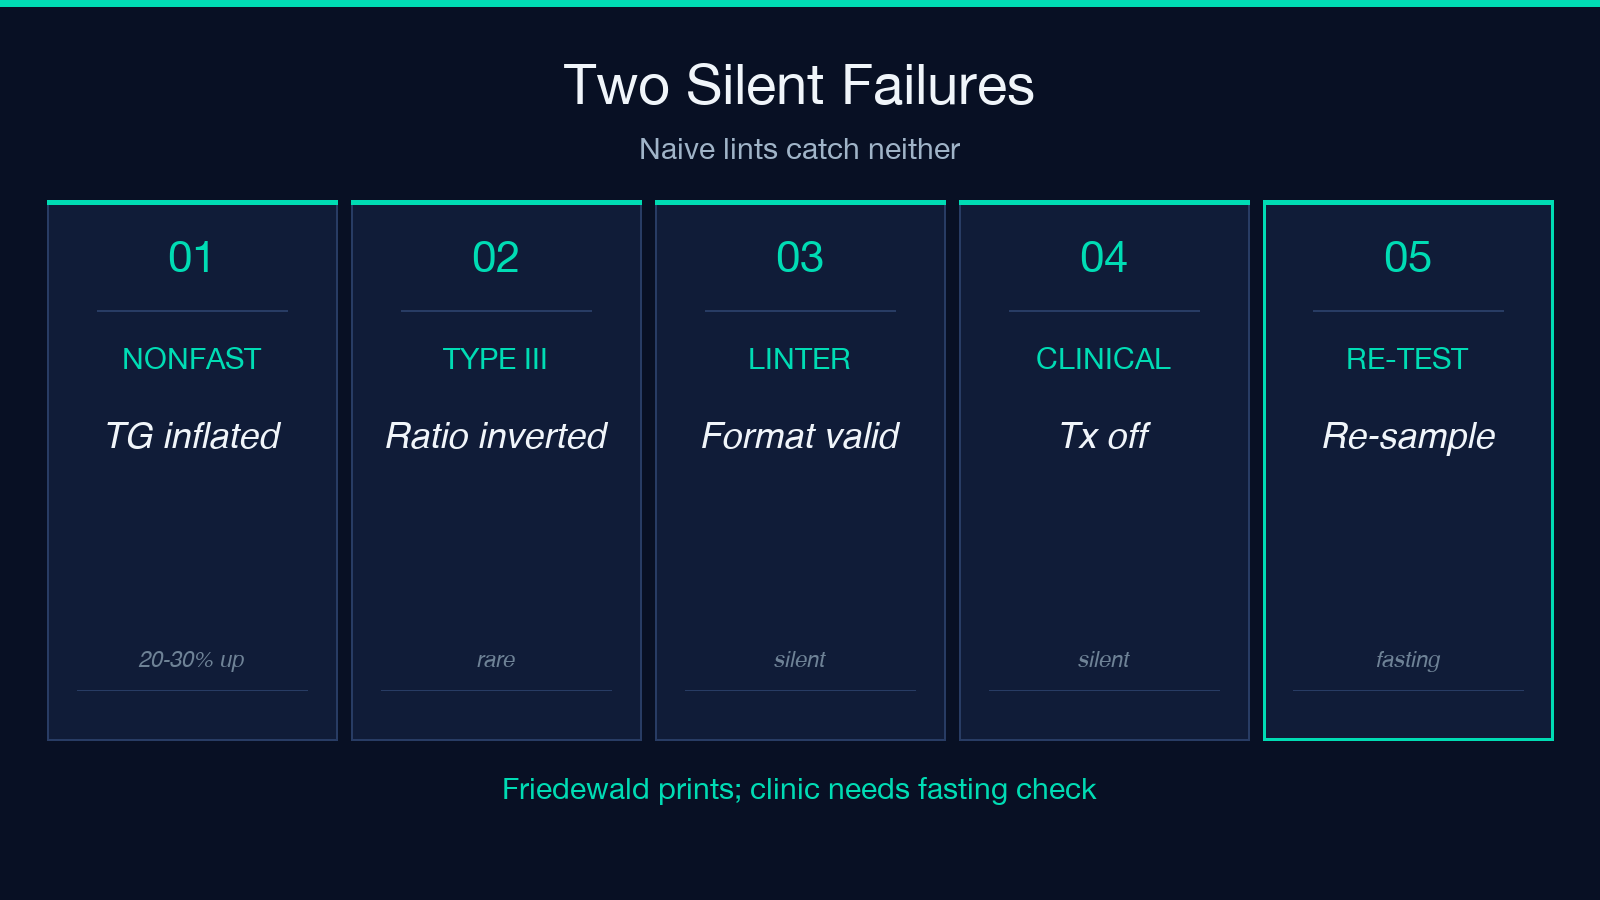 Two Silent Failures
Naive lints catch neither
01
NONFAST
TG inflated
20-30% up
02
TYPE III
Ratio inverted
rare
03
LINTER
Format valid
silent
04
CLINICAL
Tx off
silent
05
RE-TEST
Re-sample
fasting
Friedewald prints; clinic needs fasting check